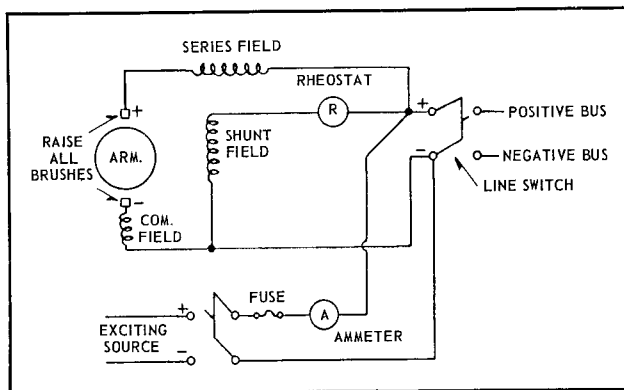 SERIES FIELD
RHEOSTAT
+
R
+
POSITIVE BUS
RAISE
ALL
BRUSHES
ARM.
SHUNT
FIELD
-
NEGATIVE BUS
LINE SWITCH
-
COM.
FIELD
FUSE
+
A
AMMETER
EXCITING
SOURCE
-